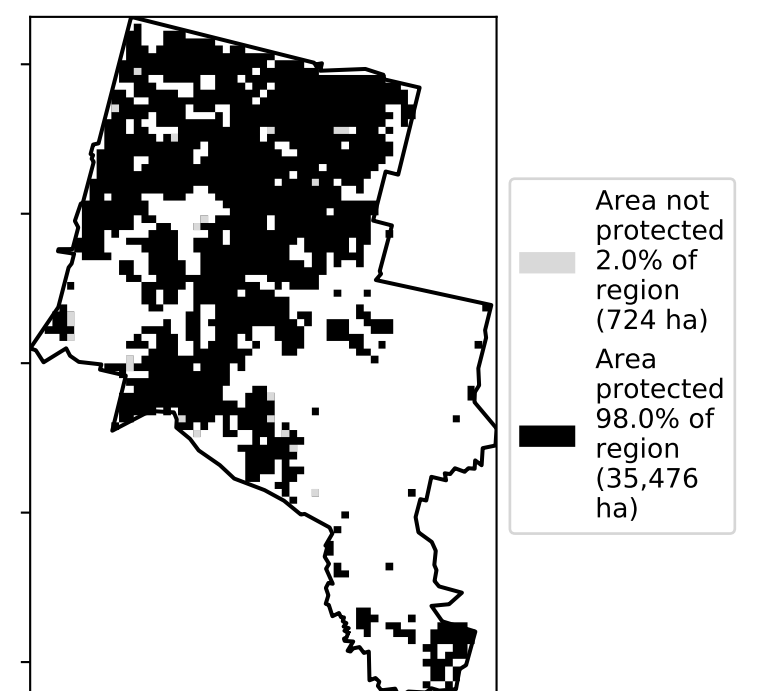 Area not
protected
2.0% of
region
(724 ha)
Area
protected
98.0% of
region
(35,476
ha)